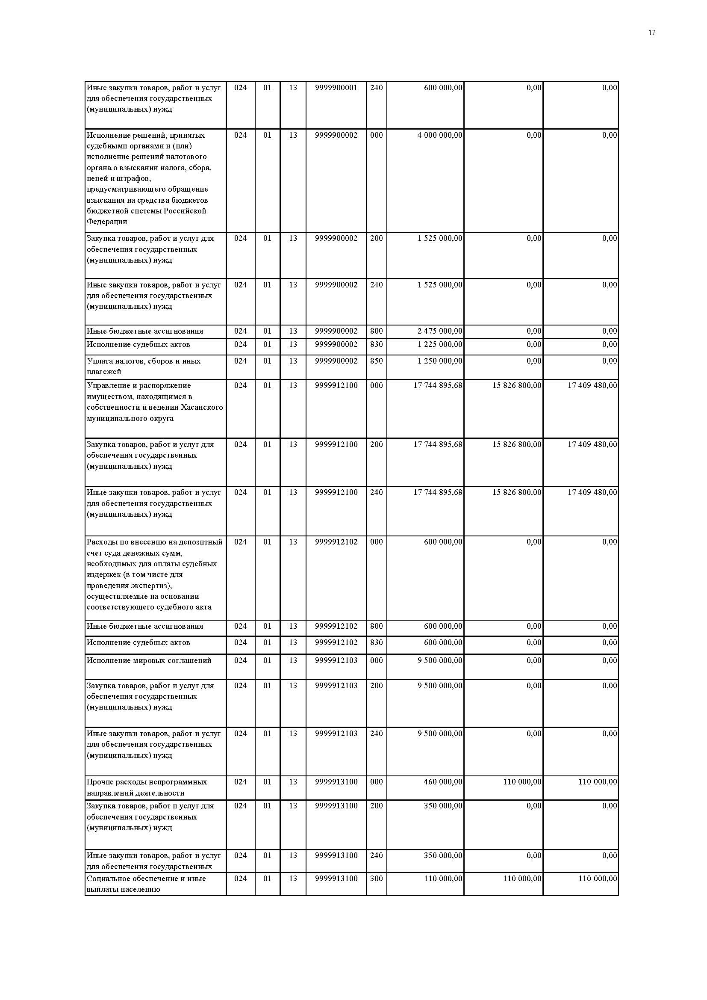 17
Иные закупки товаров, работ и услуг 024 01 13 9999900001 240 600 000,00 0,00 0,00
для обеспечения государственных
(муниципальных) нужд
Исполнение решений, принятых 024 01 13 9999900002 000 4 000 000,00 0,00 0,00
судебными органами и (или)
исполнение решений налогового
органа о взыскании налога, сбора,
пеней и штрафов,
предусматривающего обращение
взыскания на средства бюджетов
бюджетной системы Российской
Федерации
Закупка товаров, работ и услуг для 024 01 13 9999900002 200 1 525 000,00 0,00 0,00
обеспечения государственных
(муниципальных) нужд
Иные закупки товаров, работ и услуг 024 01 13 9999900002 240 1 525 000,00 0,00 0,00
для обеспечения государственных
(муниципальных) нужд
Иные бюджетные ассигнования 024 01 13 9999900002 800 2 475 000,00 0,00 0,00
Исполнение судебных актов 024 01 13 9999900002 830 1 225 000,00 0,00 0,00
Уплата налогов, сборов и иных 024 01 13 9999900002 850 1 250 000,00 0,00 0,00
платежей
Управление и распоряжение 024 01 13 9999912100 000 17 744 895,68 15 826 800,00 17 409 480,00
имуществом, находящимся в
собственности и ведении Хасанского
муниципального округа
Закупка товаров, работ и услуг для 024 01 13 9999912100 200 17 744 895,68 15 826 800,00 17 409 480,00
обеспечения государственных
(муниципальных) нужд
Иные закупки товаров, работ и услуг 024 01 13 9999912100 240 17 744 895,68 15 826 800,00 17 409 480,00
для обеспечения государственных
(муниципальных) нужд
Расходы по внесению на депозитный 024 01 13 9999912102 000 600 000,00 0,00 0,00
счет суда денежных сумм,
необходимых для оплаты судебных
издержек (в том чисте для
проведения экспертиз),
осуществляемые на основании
соответствующего судебного акта
Иные бюджетные ассигнования 024 01 13 9999912102 800 600 000,00 0,00 0,00
Исполнение судебных актов 024 01 13 9999912102 830 600 000,00 0,00 0,00
Исполнение мировых соглашений 024 01 13 9999912103 000 9 500 000,00 0,00 0,00
Закупка товаров, работ и услуг для 024 01 13 9999912103 200 9 500 000,00 0,00 0,00
обеспечения государственных
(муниципальных) нужд
Иные закупки товаров, работ и услуг 024 01 13 9999912103 240 9 500 000,00 0,00 0,00
для обеспечения государственных
(муниципальных) нужд
Прочие расходы непрограммных 024 01 13 9999913100 000 460 000,00 110 000,00 110 000,00
направлений деятельности
Закупка товаров, работ и услуг для 024 01 13 9999913100 200 350 000,00 0,00 0,00
обеспечения государственных
(муниципальных) нужд
Иные закупки товаров, работ и услуг 024 01 13 9999913100 240 350 000,00 0,00 0,00
для обеспечения государственных
Социальное обеспечение и иные 024 01 13 9999913100 300 110 000,00 110 000,00 110 000,00
выплаты населению